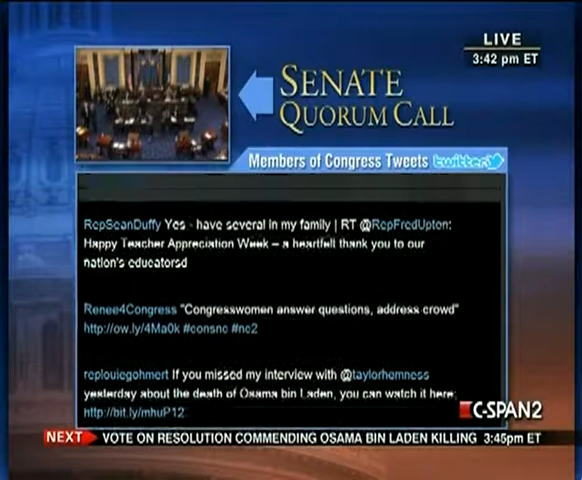 LIVE
3:42 pm ET
SENATE
QUORUM CALL
Members of Congress Tweets twitter
RepSeanDuffy Yes - have several in my family | RT @RepFredUpton:
Happy Teacher Appreciation Week – a heartfelt thank you to our
nation's educatorsd
Renee4Congress "Congresswomen answer questions, address crowd"
http://ow.ly/4Ma0k #consnc #nc2
replouiegohmert If you missed my interview with @taylorhemness
yesterday about the death of Osama bin Laden, you can watch it here:
http://bit.ly/mhuP12
C-SPAN2
NEXT VOTE ON RESOLUTION COMMENDING OSAMA BIN LADEN KILLING 3:45pm ET